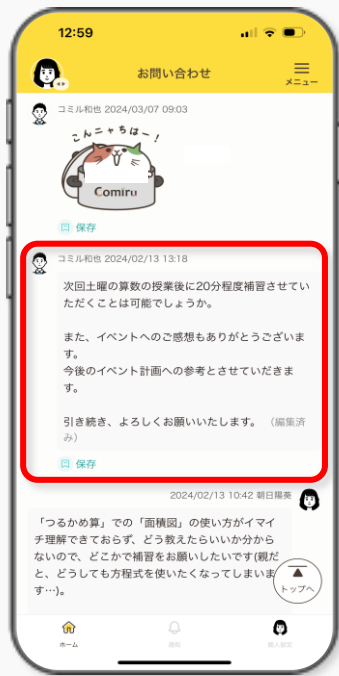 12:59
お問い合わせ
メニュー
コミル和也 2024/03/07 09:03
こんニャちはー!
Comiru
保存
コミル和也 2024/02/13 13:18
次回土曜の算数の授業後に20分程度補習させてい
ただくことは可能でしょうか。
また、イベントへのご感想もありがとうございま
す。
今後のイベント計画への参考とさせていだきま
す。
引き続き、よろしくお願いいたします。（編集済
み）
保存
2024/02/13 10:42 朝日陽葵
「つるかめ算」での「面積図」の使い方がイマイ
チ理解できておらず、どう教えたらいいか分から
ないので、どこかで補習をお願いしたいです(親だ
と、どうしても方程式を使いたくなってしまいま
す…)。
トップへ
ホーム
通知
個人設定